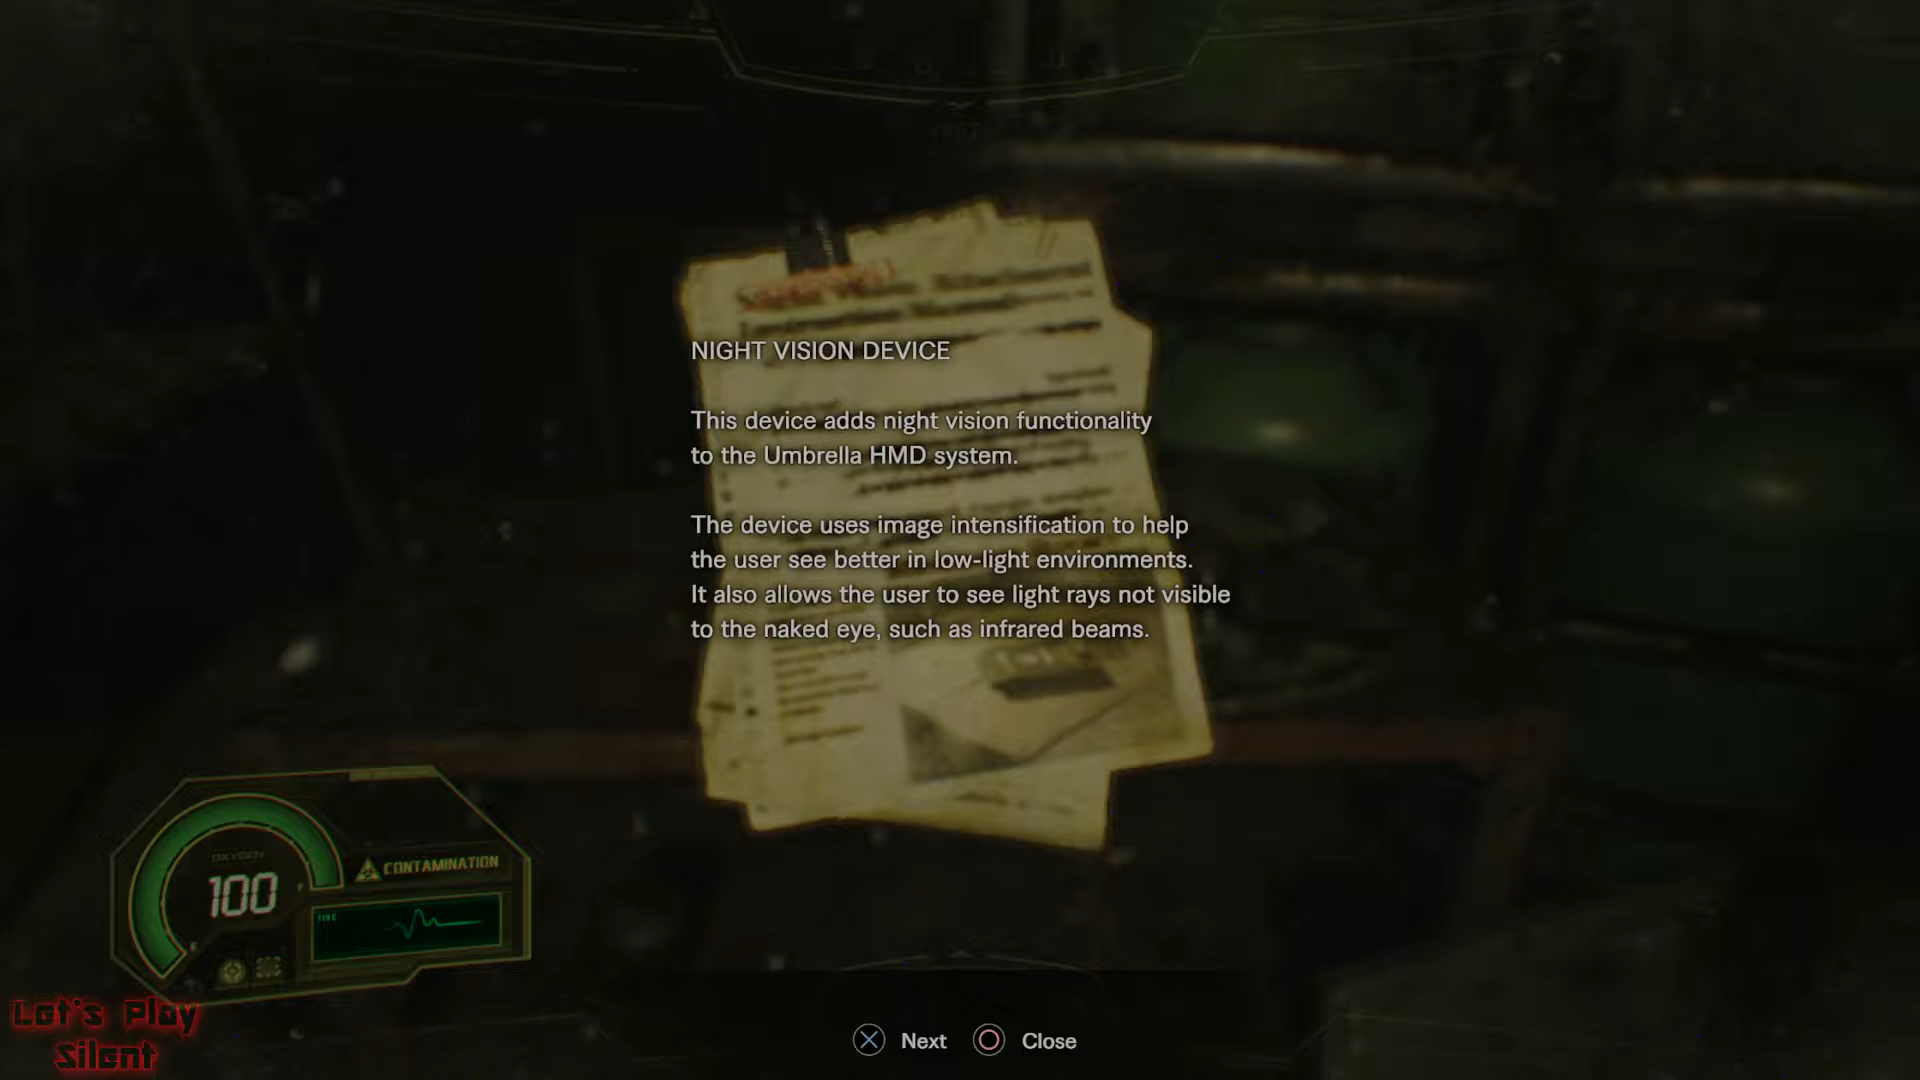 NIGHT VISION DEVICE
This device adds night vision functionality
to the Umbrella HMD system.
The device uses image intensification to help
the user see better in low-light environments.
It also allows the user to see light rays not visible
to the naked eye, such as infrared beams.
100
CONTAMINATION
FINE
Let's Play
Silent
Next
Close